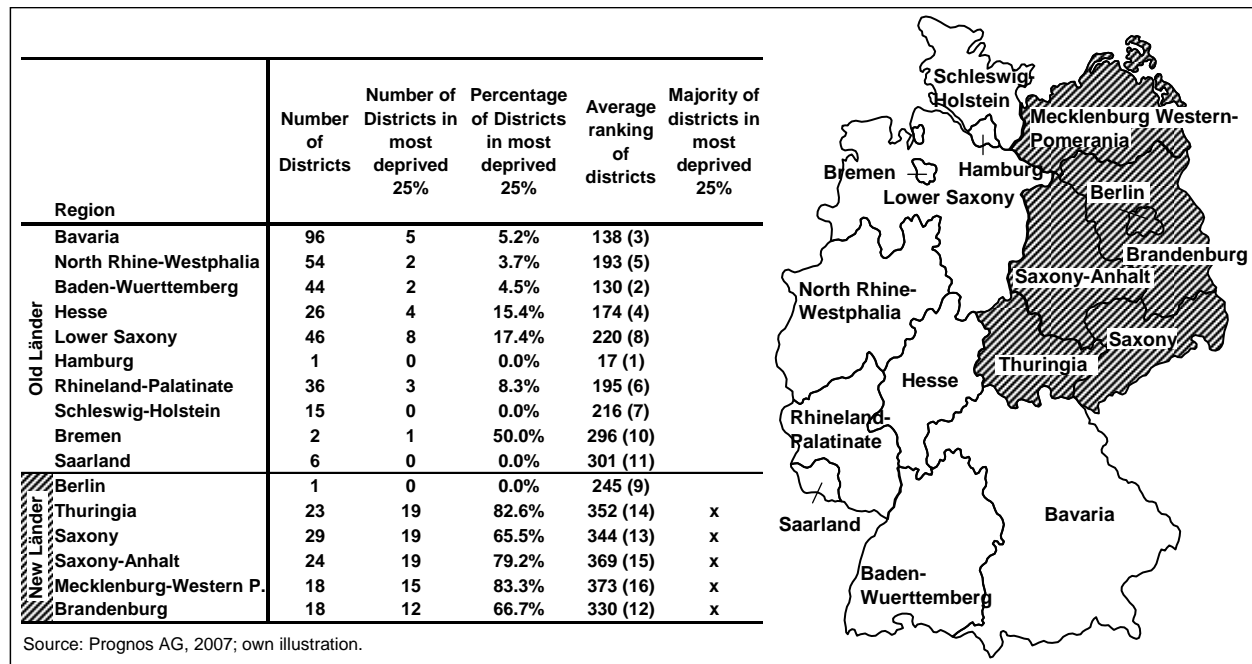 Region
Number of Districts
Number of Districts in most deprived 25%
Percentage of Districts in most deprived 25%
Average ranking of districts
Majority of districts in most deprived 25%
Old Länder
Bavaria 96 5 5.2% 138 (3)
North Rhine-Westphalia 54 2 3.7% 193 (5)
Baden-Wuerttemberg 44 2 4.5% 130 (2)
Hesse 26 4 15.4% 174 (4)
Lower Saxony 46 8 17.4% 220 (8)
Hamburg 1 0 0.0% 17 (1)
Rhineland-Palatinate 36 3 8.3% 195 (6)
Schleswig-Holstein 15 0 0.0% 216 (7)
Bremen 2 1 50.0% 296 (10)
Saarland 6 0 0.0% 301 (11)
New Länder
Berlin 1 0 0.0% 245 (9)
Thuringia 23 19 82.6% 352 (14) x
Saxony 29 19 65.5% 344 (13) x
Saxony-Anhalt 24 19 79.2% 369 (15) x
Mecklenburg-Western P. 18 15 83.3% 373 (16) x
Brandenburg 18 12 66.7% 330 (12) x
Source: Prognos AG, 2007; own illustration.
Schleswig-
Holstein
Mecklenburg Western-
Pomerania
Hamburg
Bremen
Lower Saxony
Berlin
Brandenburg
Saxony-Anhalt
North Rhine-
Westphalia
Saxony
Thuringia
Hesse
Rhineland-
Palatinate
Saarland
Bavaria
Baden-
Wuerttemberg